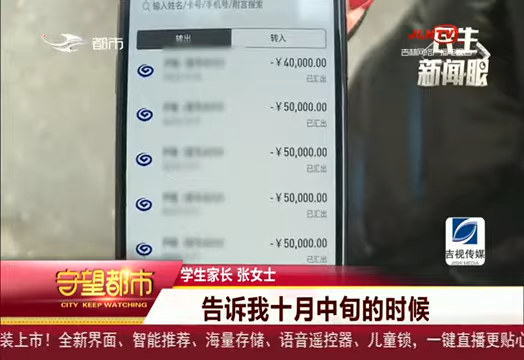 输入姓名/卡号/手机号/附言搜索
都市
JLNTV
民生
新闻眼
转出
转入
-¥40,000.00
已汇出
-¥50,000.00
已汇出
-¥50,000.00
已汇出
-¥50,000.00
已汇出
-¥50,000.00
已汇出
吉视传媒
JISHI MEDIA
守望都市
CITY KEEP WATCHING
学生家长 张女士
告诉我十月中旬的时候
装上市！全新界面、智能推荐、海量存储、语音遥控器、儿童锁，一键直播更贴心